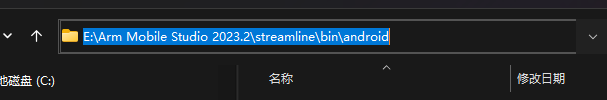 E:\Arm Mobile Studio 2023.2\streamline\bin\android
地磁盘 (C:)
名称
修改日期